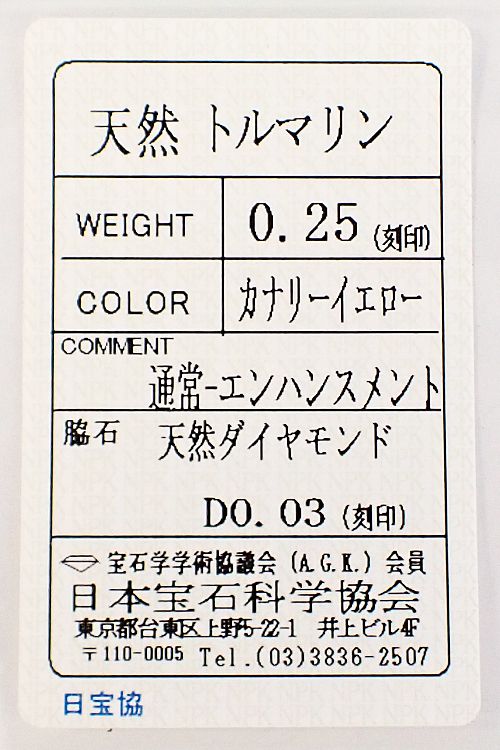 天然 トルマリン
WEIGHT 0.25 (刻印)
COLOR カナリーイエロー
COMMENT
通常-エンハンスメント
脇石 天然ダイヤモンド
D0.03 (刻印)
宝石学学術協議会 (A.G.K.) 会員
日本宝石科学協会
東京都台東区上野5-22-1 井上ビル4F
〒110-0005 Tel.(03)3836-2507
日宝協